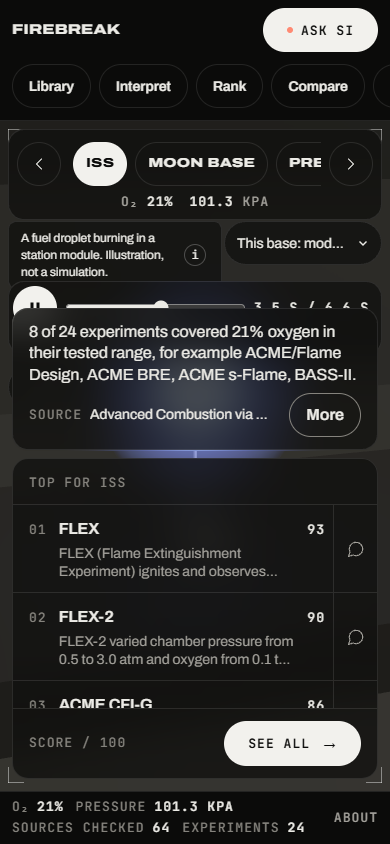 FIREBREAK
ASK SI
Library
Interpret
Rank
Compare
ISS
MOON BASE
PRE
O₂ 21% 101.3 KPA
A fuel droplet burning in a
station module. Illustration,
not a simulation.
i
This base: mod...
8 of 24 experiments covered 21% oxygen in
their tested range, for example ACME/Flame
Design, ACME BRE, ACME s-Flame, BASS-II.
SOURCE Advanced Combustion via ...
More
TOP FOR ISS
01 FLEX 93
FLEX (Flame Extinguishment
Experiment) ignites and observes...
02 FLEX-2 90
FLEX-2 varied chamber pressure from
0.5 to 3.0 atm and oxygen from 0.1 t...
03 ACME CFI-G 86
SCORE / 100
SEE ALL →
O₂ 21% PRESSURE 101.3 KPA
SOURCES CHECKED 64 EXPERIMENTS 24
ABOUT